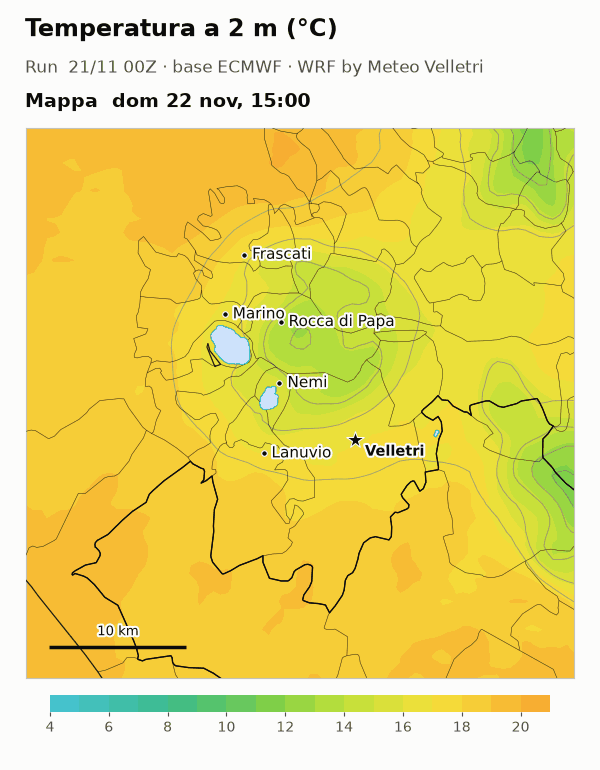 Temperatura a 2 m (°C)
Run  21/11 00Z · base ECMWF · WRF by Meteo Velletri
Mappa  dom 22 nov, 15:00
Frascati
Marino
Rocca di Papa
Nemi
Velletri
Lanuvio
10 km
4 6 8 10 12 14 16 18 20